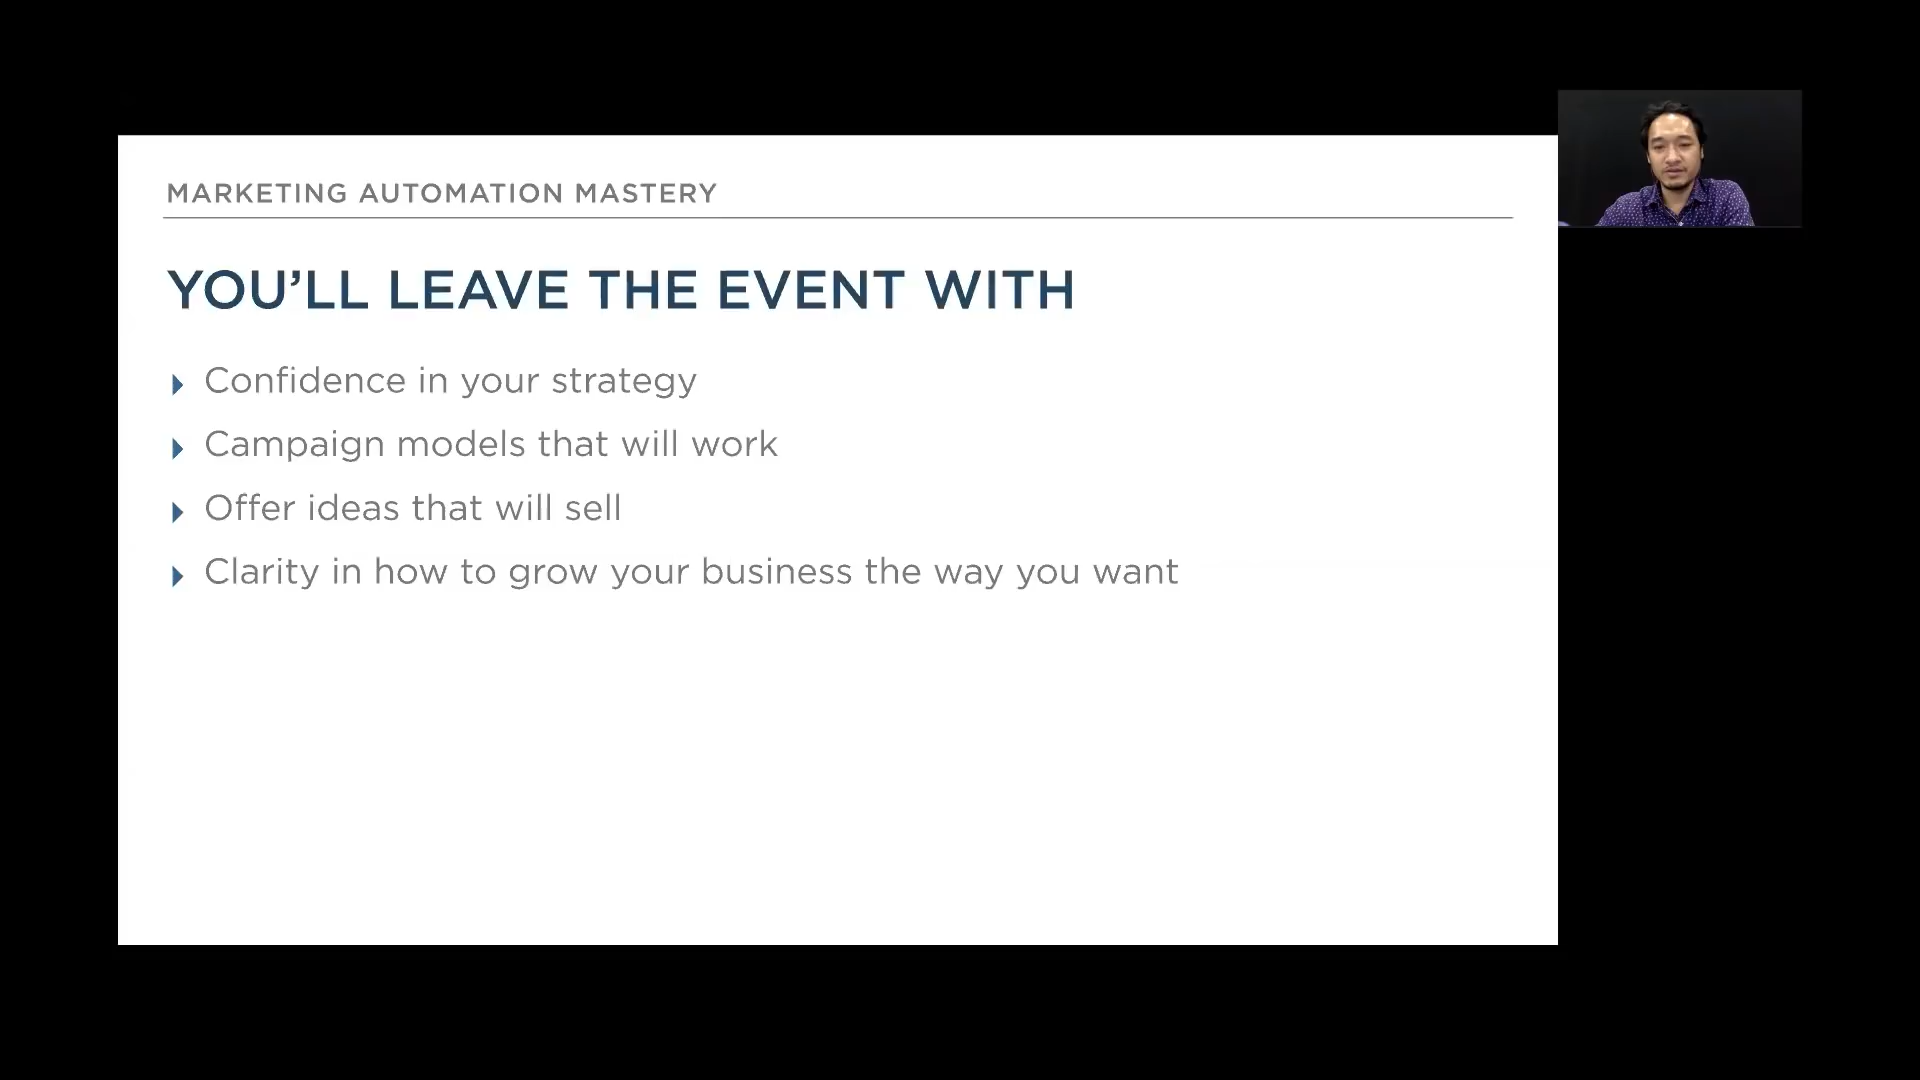 MARKETING AUTOMATION MASTERY
YOU’LL LEAVE THE EVENT WITH
Confidence in your strategy
Campaign models that will work
Offer ideas that will sell
Clarity in how to grow your business the way you want